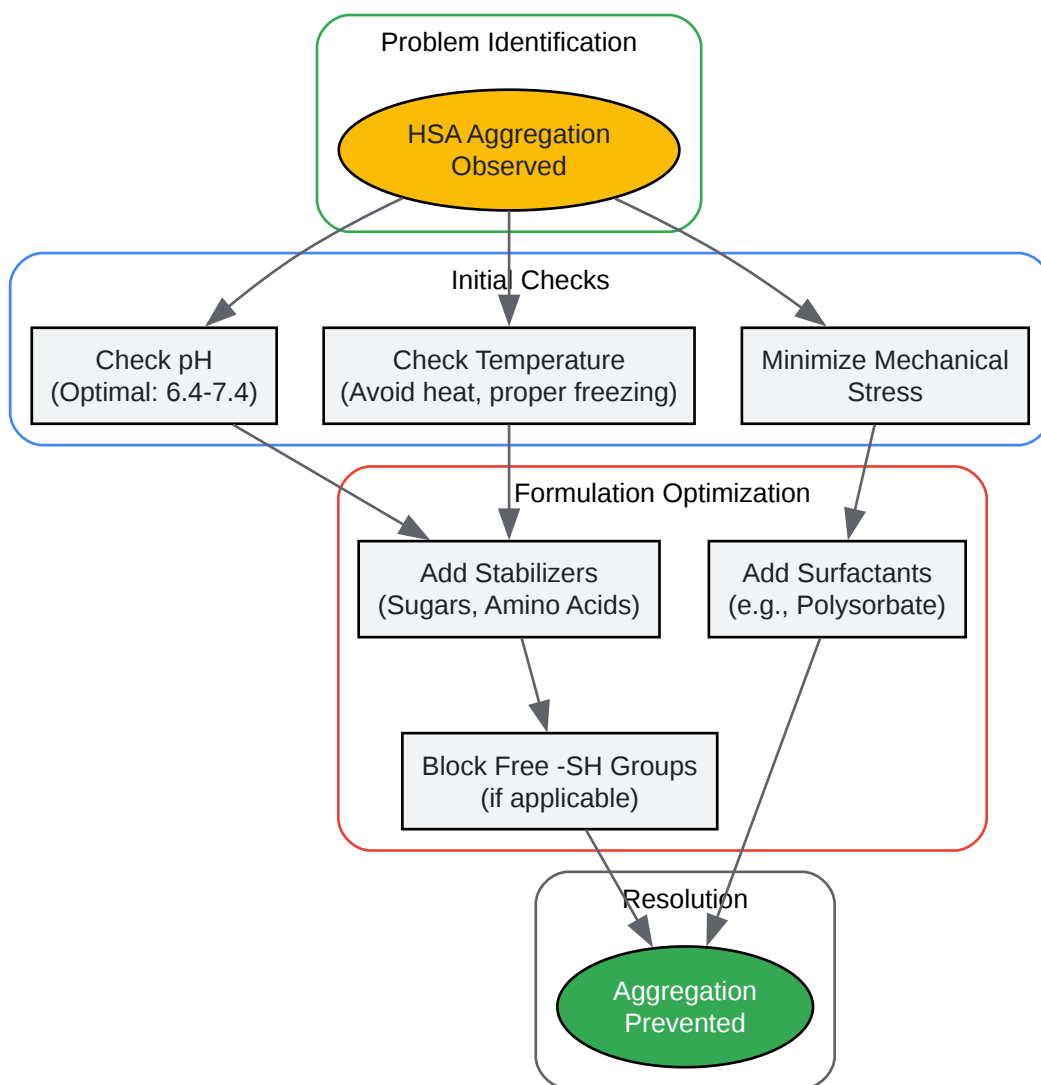 Problem Identification
HSA Aggregation
Observed
Initial Checks
Check pH
(Optimal: 6.4-7.4)
Check Temperature
(Avoid heat, proper freezing)
Minimize Mechanical
Stress
Formulation Optimization
Add Stabilizers
(Sugars, Amino Acids)
Add Surfactants
(e.g., Polysorbate)
Block Free -SH Groups
(if applicable)
Resolution
Aggregation
Prevented